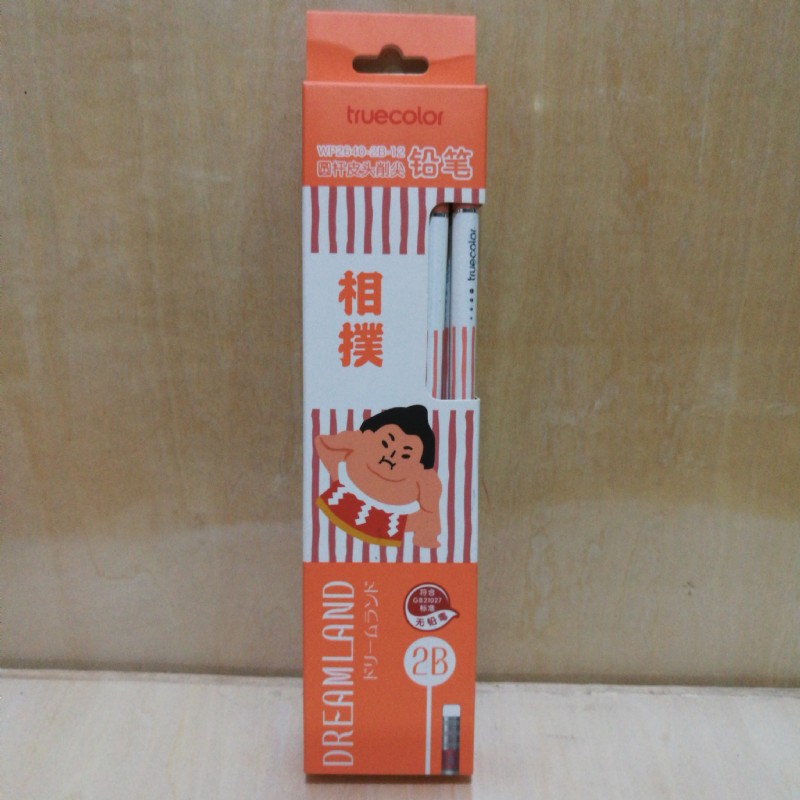 truecolor
WP2640-2B-12
圆杆皮头削尖 铅笔
truecolor
相
撲
DREAMLAND
ドリームランド
符合
GB21027
标准
无铅毒
2B